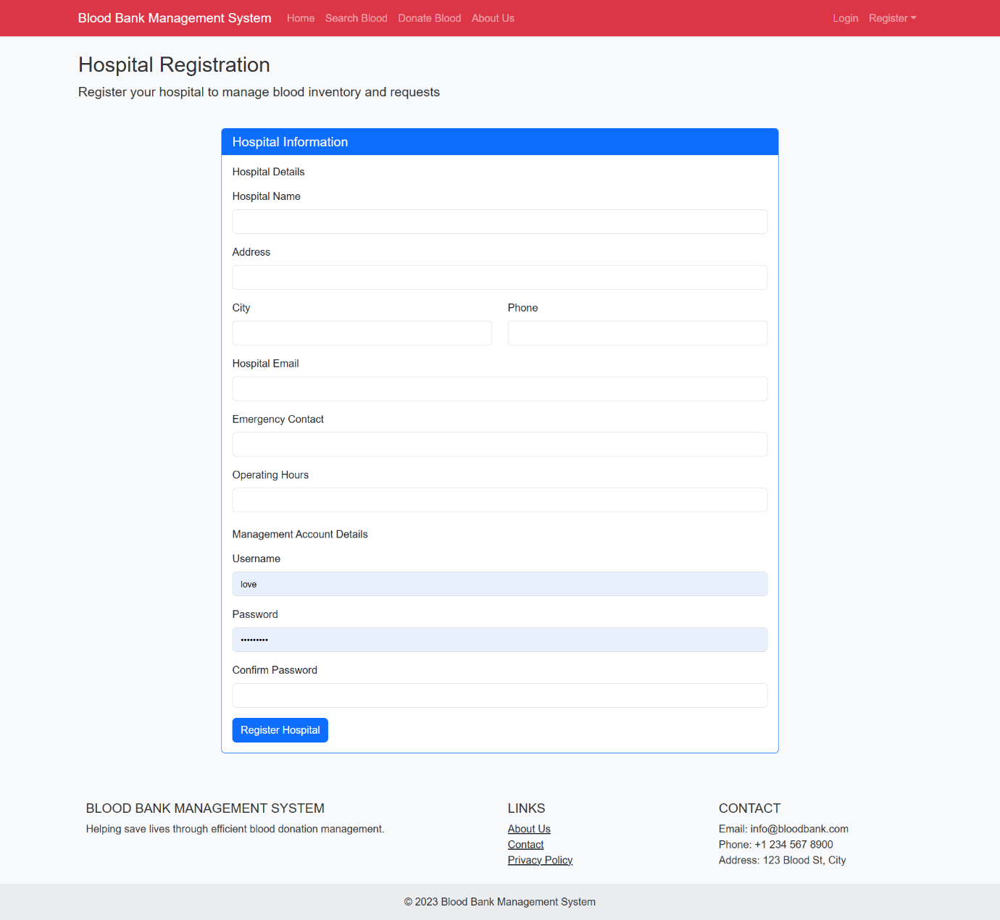 Blood Bank Management System Home Search Blood Donate Blood About Us Login Register
Hospital Registration
Register your hospital to manage blood inventory and requests
Hospital Information
Hospital Details
Hospital Name
Address
City Phone
Hospital Email
Emergency Contact
Operating Hours
Management Account Details
Username
love
Password
•••••••••
Confirm Password
Register Hospital
BLOOD BANK MANAGEMENT SYSTEM
Helping save lives through efficient blood donation management.
LINKS
About Us
Contact
Privacy Policy
CONTACT
Email: info@bloodbank.com
Phone: +1 234 567 8900
Address: 123 Blood St, City
© 2023 Blood Bank Management System